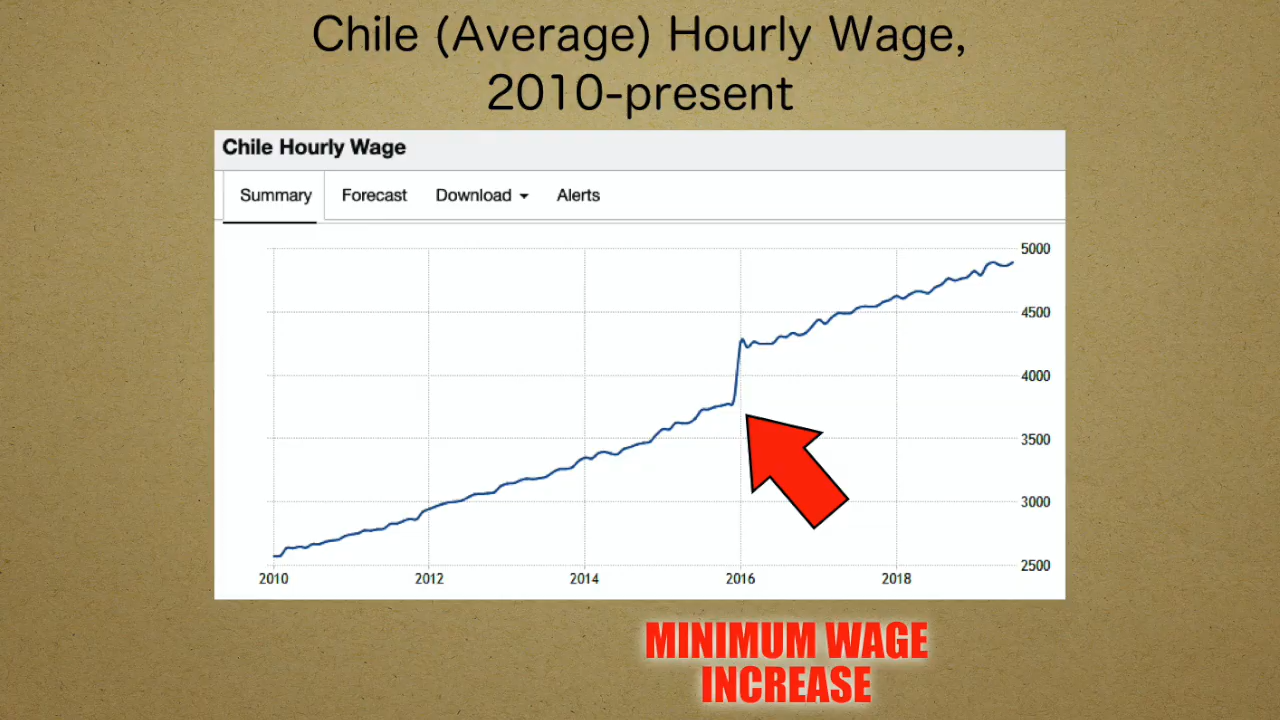 Chile (Average) Hourly Wage,
2010-present
Chile Hourly Wage
Summary Forecast Download Alerts
5000
4500
4000
3500
3000
2500
2010 2012 2014 2016 2018
MINIMUM WAGE
INCREASE